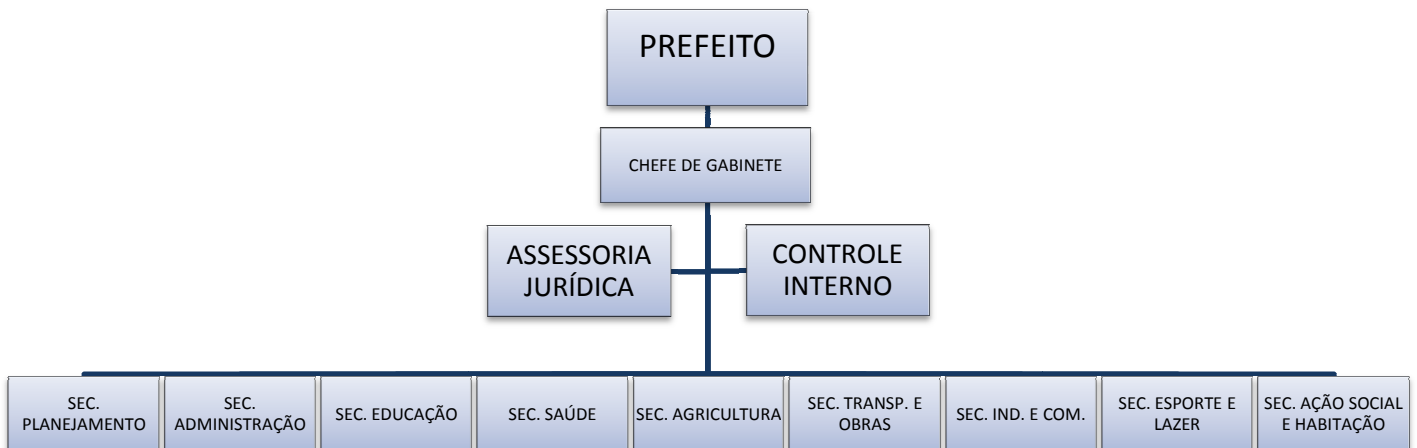 PREFEITO
CHEFE DE GABINETE
ASSESSORIA
JURÍDICA
CONTROLE
INTERNO
SEC.
PLANEJAMENTO
SEC.
ADMINISTRAÇÃO
SEC. EDUCAÇÃO
SEC. SAÚDE
SEC. AGRICULTURA
SEC. TRANSP. E
OBRAS
SEC. IND. E COM.
SEC. ESPORTE E
LAZER
SEC. AÇÃO SOCIAL
E HABITAÇÃO